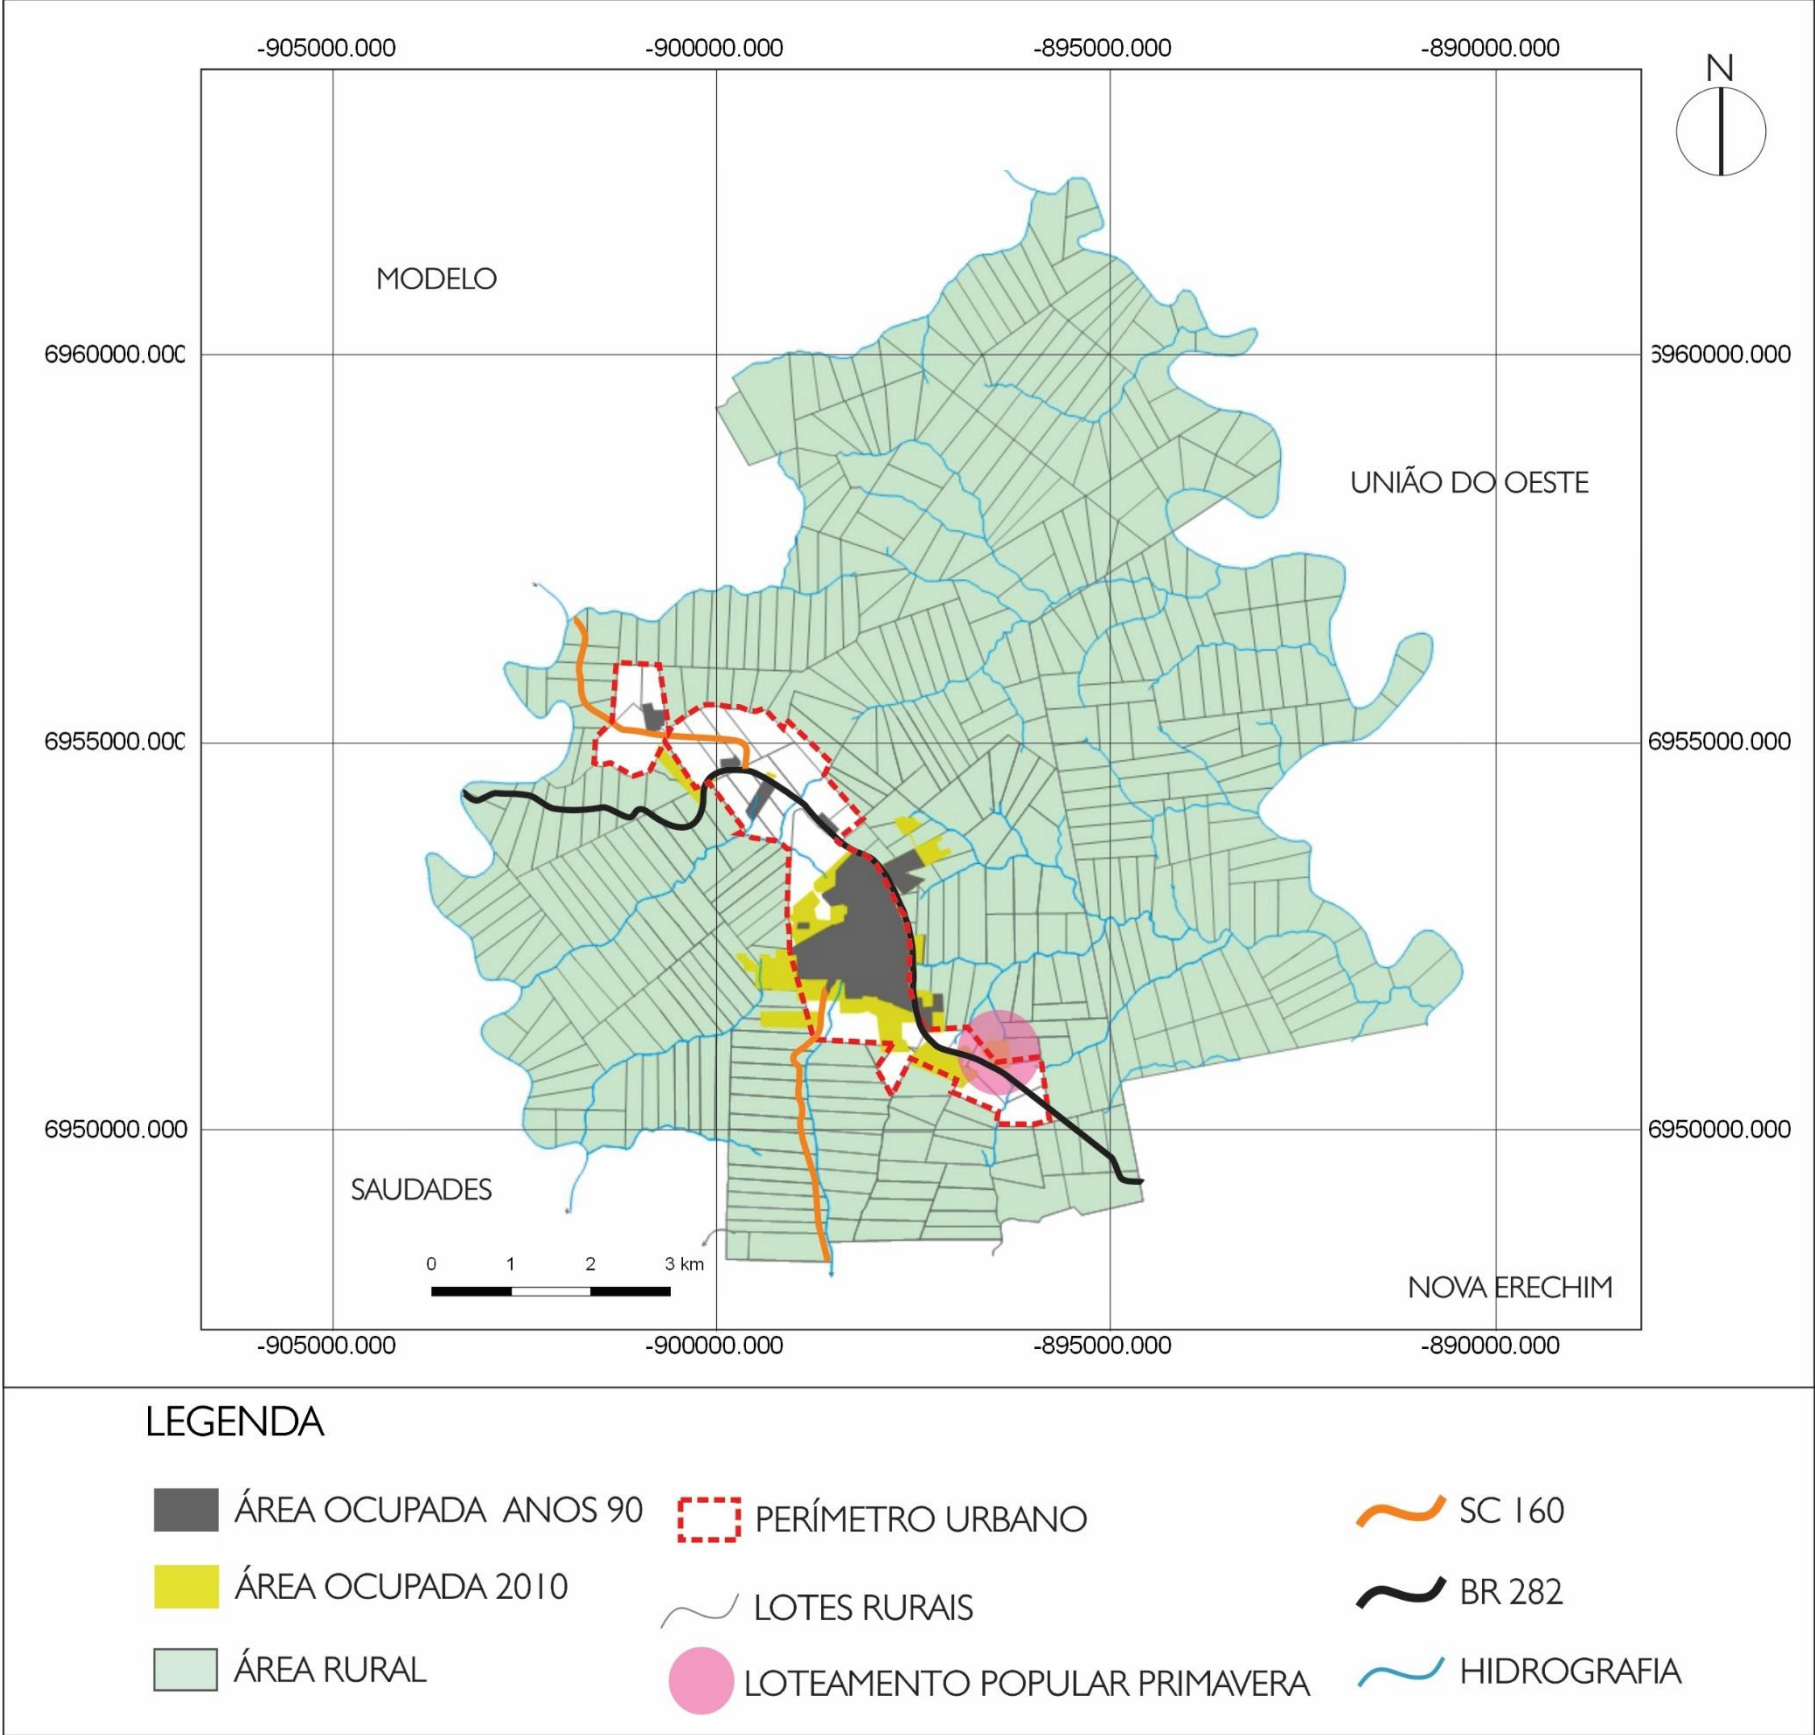 -905000.000 -900000.000 -895000.000 -890000.000
N
MODELO
6960000.000 6960000.000
UNIÃO DO OESTE
6955000.000 6955000.000
6950000.000 6950000.000
SAUDADES
0 1 2 3 km
NOVA ERECHIM
-905000.000 -900000.000 -895000.000 -890000.000
LEGENDA
ÁREA OCUPADA ANOS 90
ÁREA OCUPADA 2010
ÁREA RURAL
PERÍMETRO URBANO
LOTES RURAIS
LOTEAMENTO POPULAR PRIMAVERA
SC 160
BR 282
HIDROGRAFIA